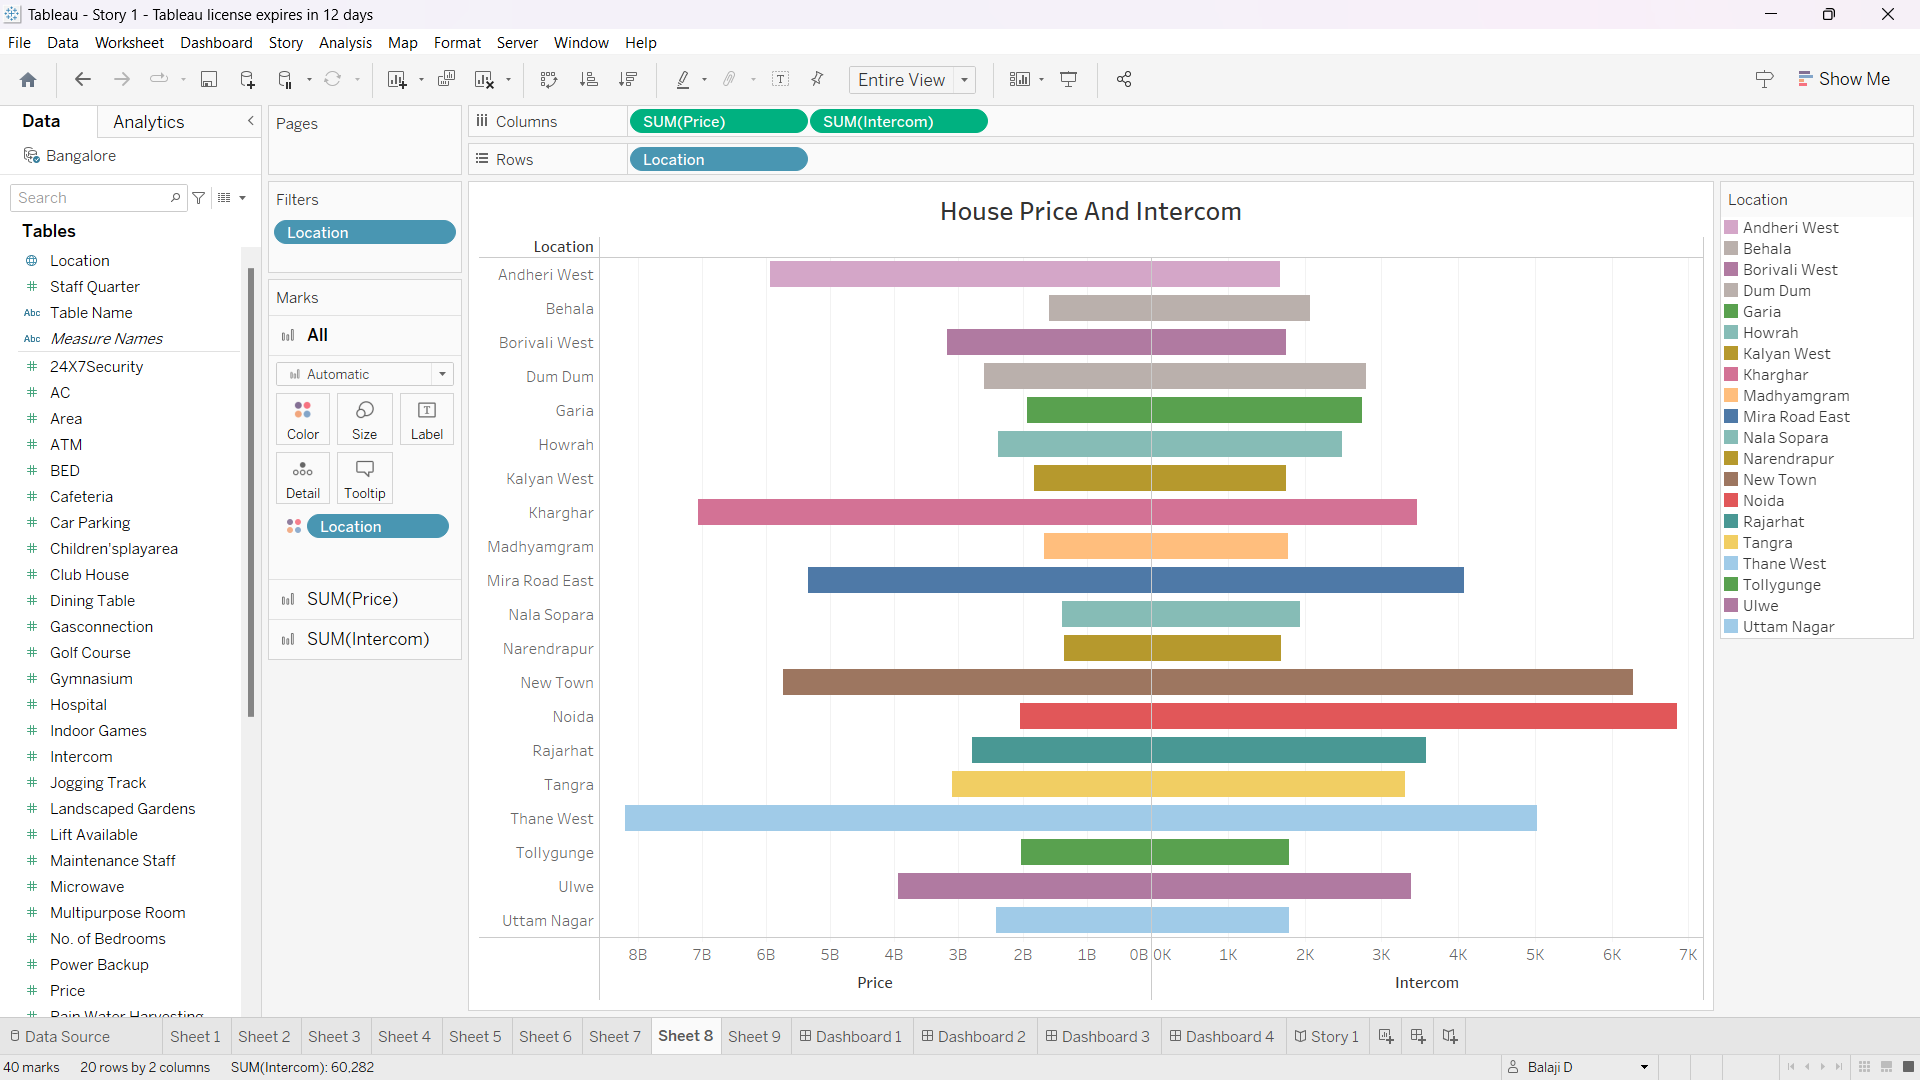 Tableau - Story 1 - Tableau license expires in 12 days
File Data Worksheet Dashboard Story Analysis Map Format Server Window Help
Entire View
Show Me
Data Analytics
Bangalore
Search
Tables
Location
Staff Quarter
Abc Table Name
Abc Measure Names
24X7Security
AC
Area
ATM
BED
Cafeteria
Car Parking
Children'splayarea
Club House
Dining Table
Gasconnection
Golf Course
Gymnasium
Hospital
Indoor Games
Intercom
Jogging Track
Landscaped Gardens
Lift Available
Maintenance Staff
Microwave
Multipurpose Room
No. of Bedrooms
Power Backup
Price
Rain Water Harvesting
Pages
Filters
Location
Marks
All
Automatic
Color Size Label
Detail Tooltip
Location
SUM(Price)
SUM(Intercom)
Columns SUM(Price) SUM(Intercom)
Rows Location
House Price And Intercom
Location
Andheri West
Behala
Borivali West
Dum Dum
Garia
Howrah
Kalyan West
Kharghar
Madhyamgram
Mira Road East
Nala Sopara
Narendrapur
New Town
Noida
Rajarhat
Tangra
Thane West
Tollygunge
Ulwe
Uttam Nagar
8B 7B 6B 5B 4B 3B 2B 1B 0B 0K 1K 2K 3K 4K 5K 6K 7K
Price Intercom
Location
Andheri West
Behala
Borivali West
Dum Dum
Garia
Howrah
Kalyan West
Kharghar
Madhyamgram
Mira Road East
Nala Sopara
Narendrapur
New Town
Noida
Rajarhat
Tangra
Thane West
Tollygunge
Ulwe
Uttam Nagar
Data Source Sheet 1 Sheet 2 Sheet 3 Sheet 4 Sheet 5 Sheet 6 Sheet 7 Sheet 8 Sheet 9 Dashboard 1 Dashboard 2 Dashboard 3 Dashboard 4 Story 1
40 marks 20 rows by 2 columns SUM(Intercom): 60,282 Balaji D